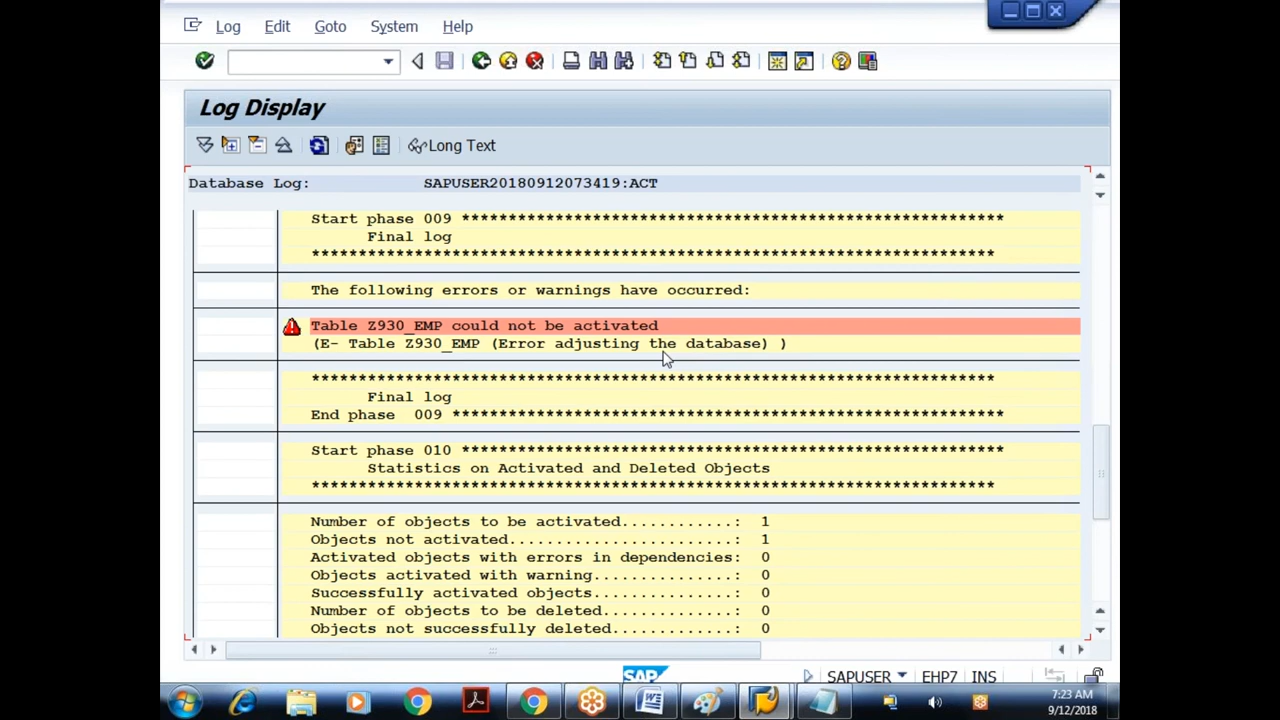 Log Edit Goto System Help
Log Display
Long Text
Database Log: SAPUSER20180912073419:ACT
Start phase 009 **********************************************************
Final log
*************************************************************************
The following errors or warnings have occurred:
Table Z930_EMP could not be activated
(E- Table Z930_EMP (Error adjusting the database) )
*************************************************************************
Final log
End phase 009 ***********************************************************
Start phase 010 **********************************************************
Statistics on Activated and Deleted Objects
*************************************************************************
Number of objects to be activated............: 1
Objects not activated........................: 1
Activated objects with errors in dependencies: 0
Objects activated with warning...............: 0
Successfully activated objects...............: 0
Number of objects to be deleted..............: 0
Objects not successfully deleted.............: 0
SAP
SAPUSER EHP7 INS
7:23 AM
9/12/2018